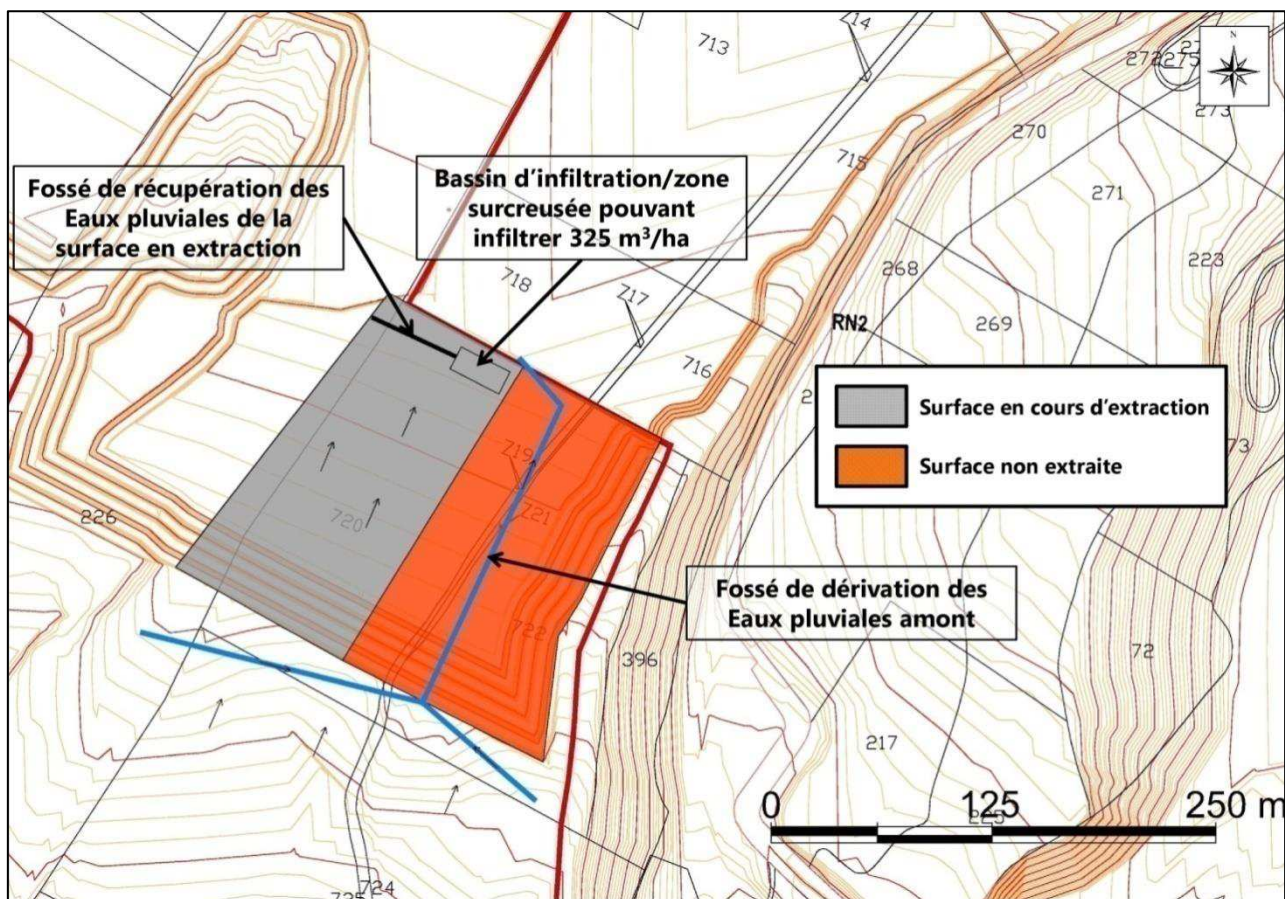 713
14
272
275
273
N
270
715
271
Fossé de récupération des
Eaux pluviales de la
surface en extraction
Bassin d'infiltration/zone
surcreusée pouvant
infiltrer 325 m³/ha
718
717
268
223
269
RN2
716
Surface en cours d'extraction
Surface non extraite
73
719
721
720
226
722
Fossé de dérivation des
Eaux pluviales amont
396
72
217
0 125 250 m
724